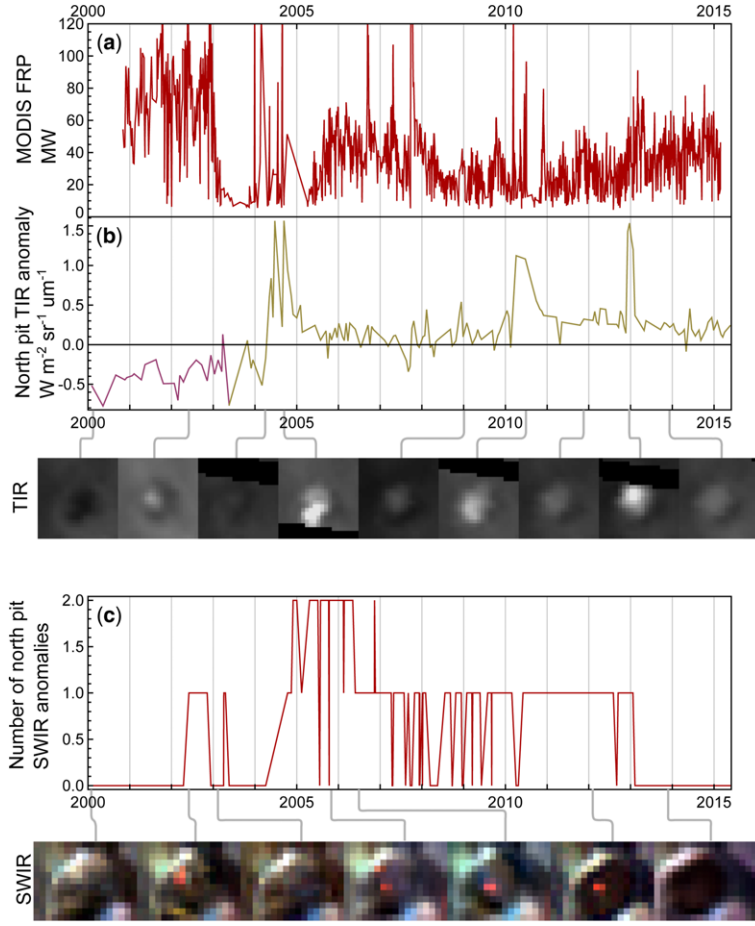 2000 2005 2010 2015
(a)
MODIS FRP
MW
120
100
80
60
40
20
0
(b)
North pit TIR anomaly
W m-2 sr-1 um-1
1.5
1.0
0.5
0.0
-0.5
2000 2005 2010 2015
TIR
(c)
Number of north pit
SWIR anomalies
2.0
1.5
1.0
0.5
0.0
2000 2005 2010 2015
SWIR